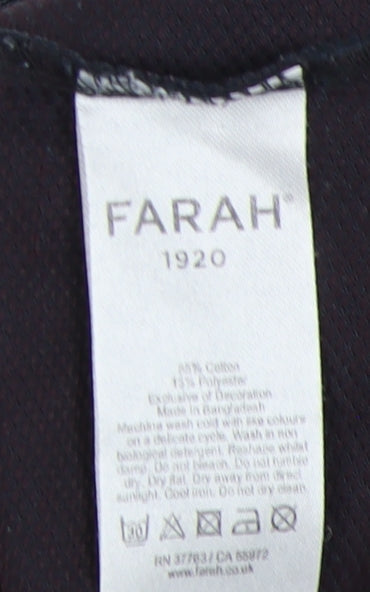 FARAH®
1920
85% Cotton
15% Polyester
Exclusive of Decoration
Made in Bangladesh
Machine wash cold with like colours
on a delicate cycle. Wash in non
biological detergent. Reshape whilst
damp. Do not bleach. Do not tumble
dry. Dry flat. Dry away from direct
sunlight. Cool iron. Do not dry clean.
30
RN 37763 / CA 55972
www.farah.co.uk